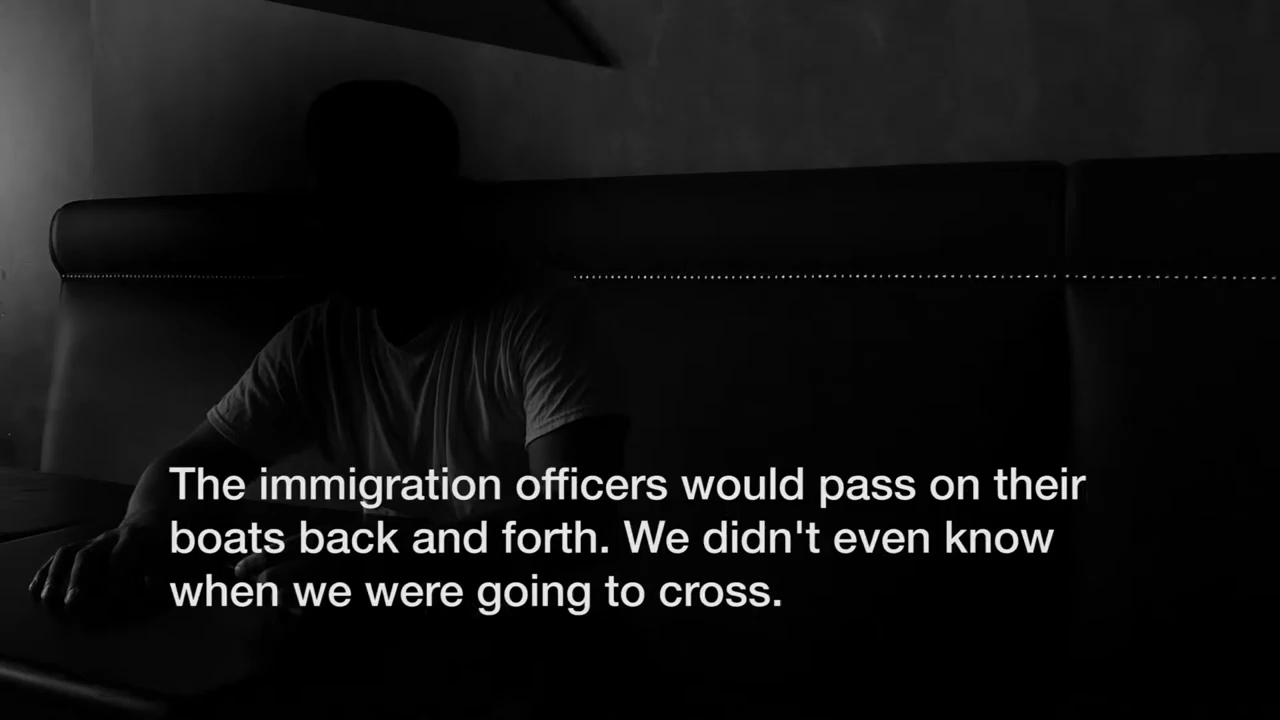 The immigration officers would pass on their
boats back and forth. We didn't even know
when we were going to cross.